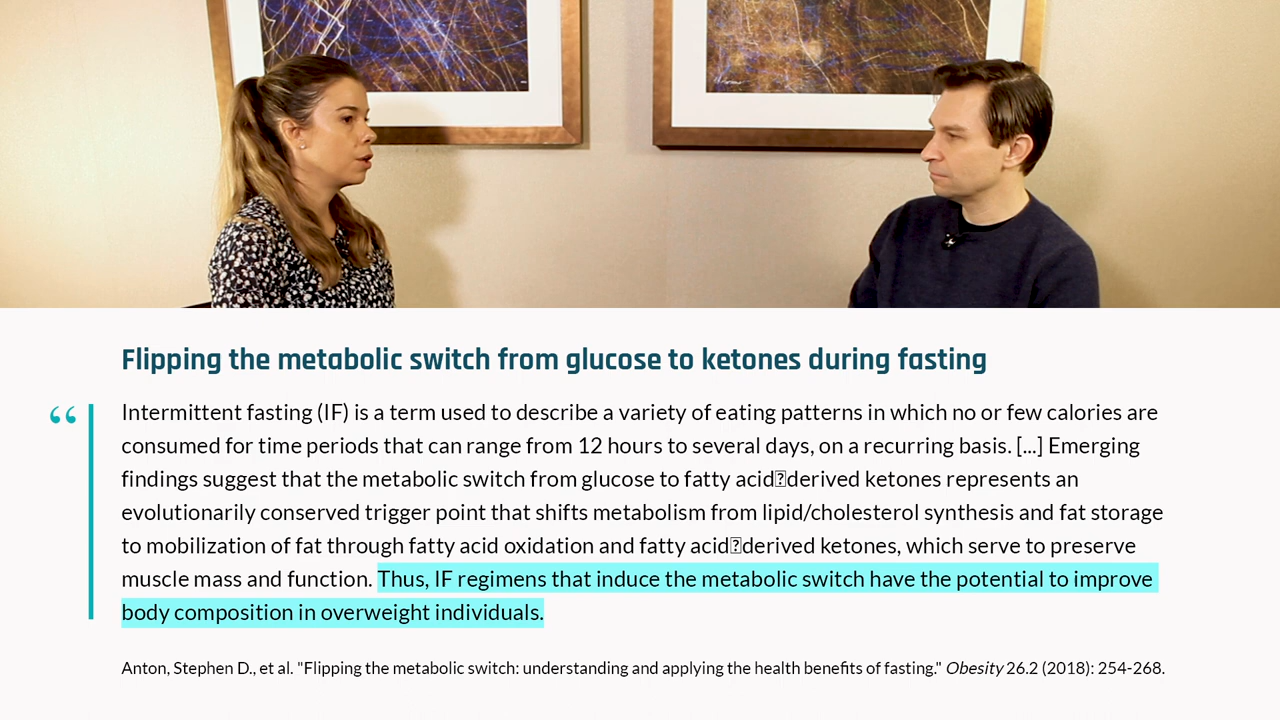 Flipping the metabolic switch from glucose to ketones during fasting
“
Intermittent fasting (IF) is a term used to describe a variety of eating patterns in which no or few calories are
consumed for time periods that can range from 12 hours to several days, on a recurring basis. [...] Emerging
findings suggest that the metabolic switch from glucose to fatty acid⍰derived ketones represents an
evolutionarily conserved trigger point that shifts metabolism from lipid/cholesterol synthesis and fat storage
to mobilization of fat through fatty acid oxidation and fatty acid⍰derived ketones, which serve to preserve
muscle mass and function. Thus, IF regimens that induce the metabolic switch have the potential to improve
body composition in overweight individuals.
Anton, Stephen D., et al. "Flipping the metabolic switch: understanding and applying the health benefits of fasting." Obesity 26.2 (2018): 254-268.